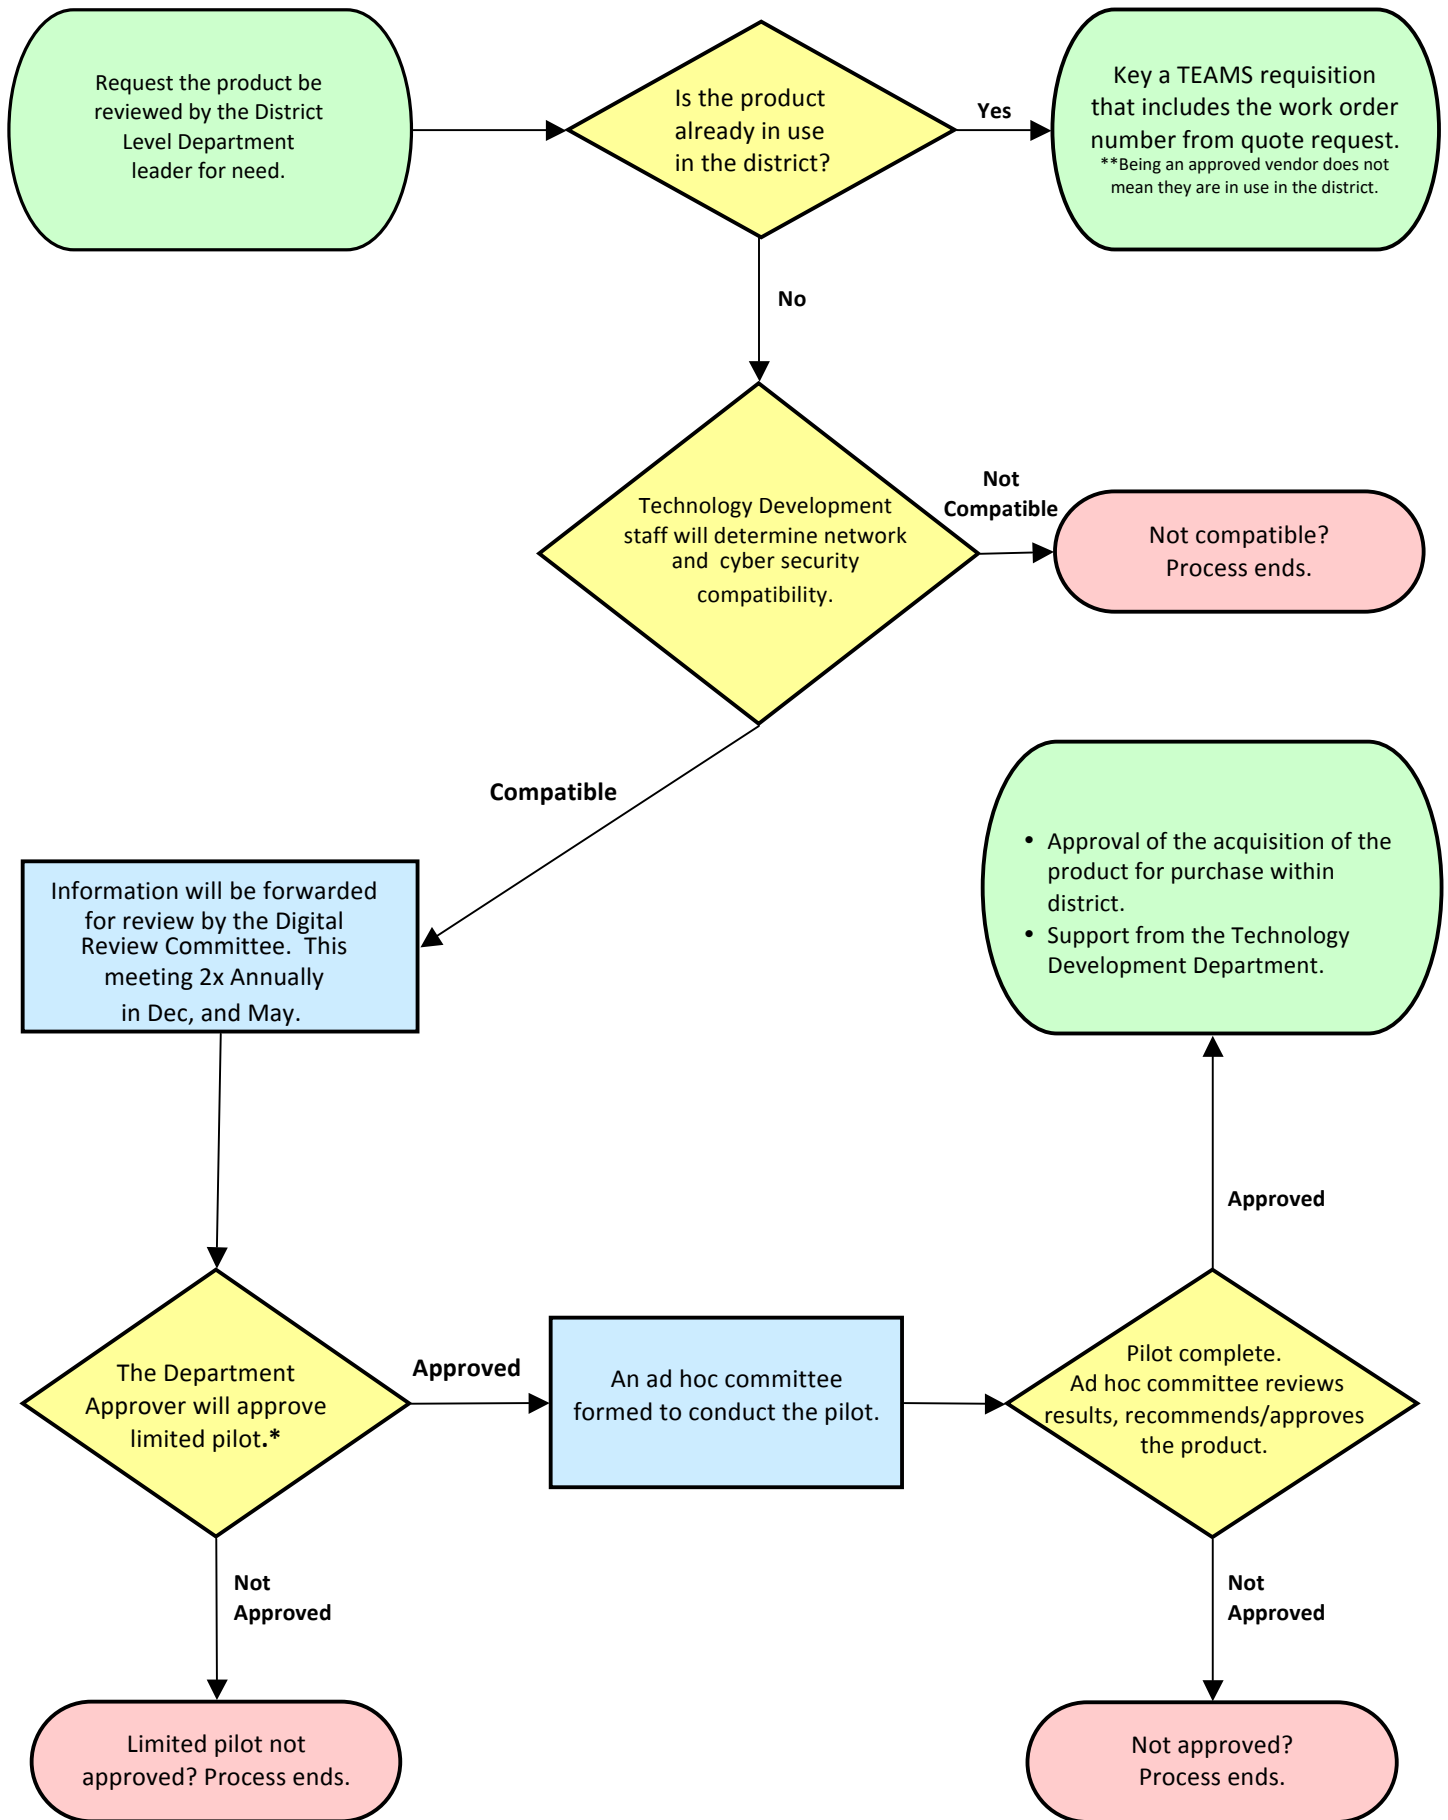 Request the product be
reviewed by the District
Level Department
leader for need.
Is the product
already in use
in the district?
Yes
Key a TEAMS requisition
that includes the work order
number from quote request.
**Being an approved vendor does not
mean they are in use in the district.
No
Technology Development
staff will determine network
and cyber security
compatibility.
Not
Compatible
Not compatible?
Process ends.
Compatible
• Approval of the acquisition of the
product for purchase within
district.
• Support from the Technology
Development Department.
Information will be forwarded
for review by the Digital
Review Committee. This
meeting 2x Annually
in Dec, and May.
Approved
The Department
Approver will approve
limited pilot.*
Approved
An ad hoc committee
formed to conduct the pilot.
Pilot complete.
Ad hoc committee reviews
results, recommends/approves
the product.
Not
Approved
Not
Approved
Limited pilot not
approved? Process ends.
Not approved?
Process ends.